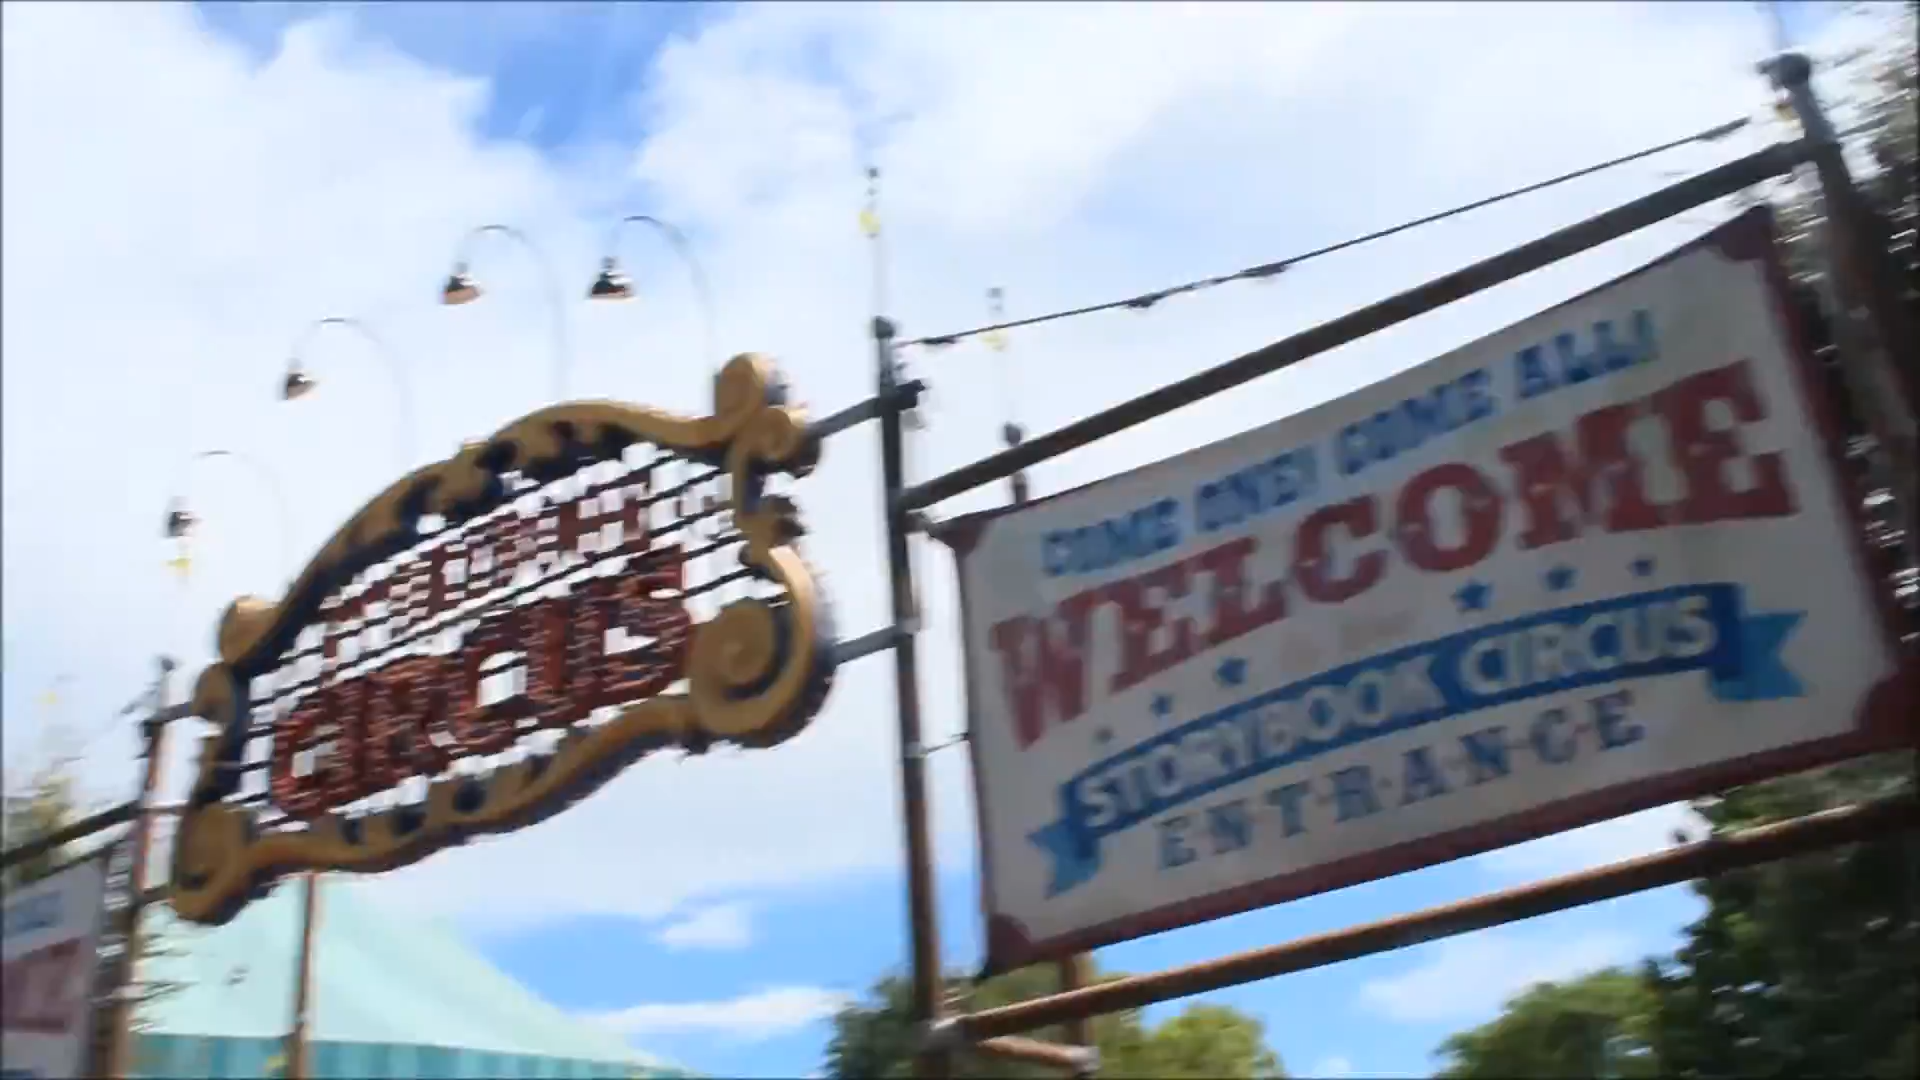 CIRCUS
COME ONE! COME ALL!
WELCOME
STORYBOOK CIRCUS
ENTRANCE